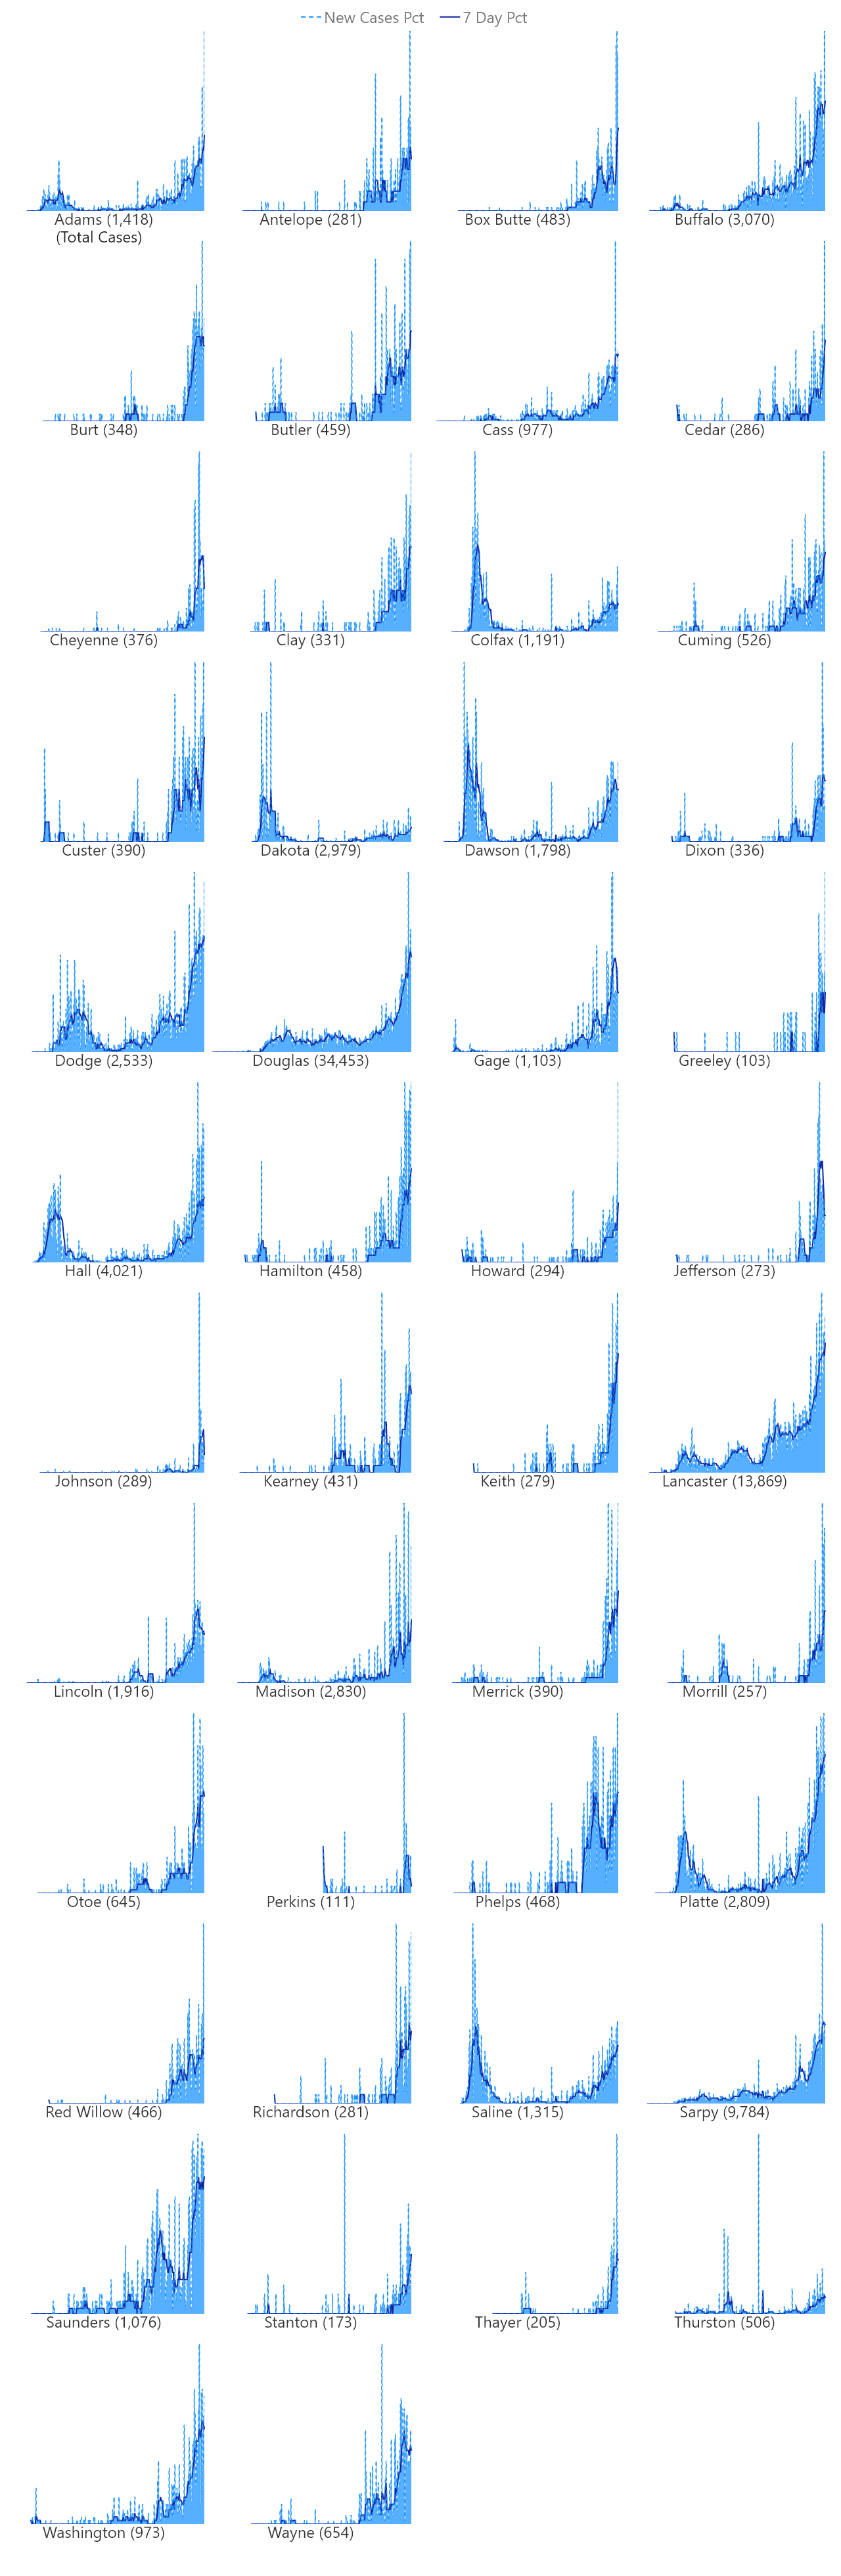 New Cases Pct 7 Day Pct
Adams (1,418) Antelope (281) Box Butte (483) Buffalo (3,070)
(Total Cases)
Burt (348) Butler (459) Cass (977) Cedar (286)
Cheyenne (376) Clay (331) Colfax (1,191) Cuming (526)
Custer (390) Dakota (2,979) Dawson (1,798) Dixon (336)
Dodge (2,533) Douglas (34,453) Gage (1,103) Greeley (103)
Hall (4,021) Hamilton (458) Howard (294) Jefferson (273)
Johnson (289) Kearney (431) Keith (279) Lancaster (13,869)
Lincoln (1,916) Madison (2,830) Merrick (390) Morrill (257)
Otoe (645) Perkins (111) Phelps (468) Platte (2,809)
Red Willow (466) Richardson (281) Saline (1,315) Sarpy (9,784)
Saunders (1,076) Stanton (173) Thayer (205) Thurston (506)
Washington (973) Wayne (654)